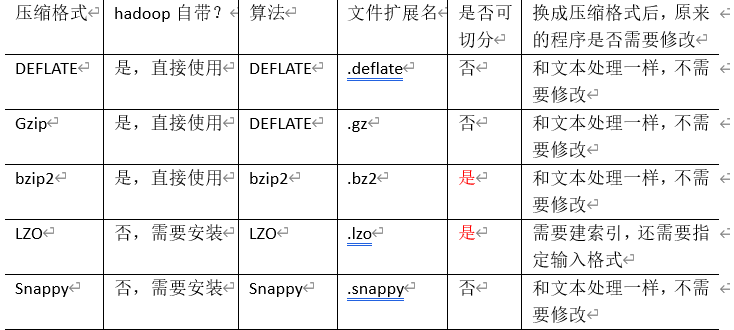 压缩格式 hadoop 自带？ 算法 文件扩展名 是否可切分 换成压缩格式后，原来的程序是否需要修改
DEFLATE 是，直接使用 DEFLATE .deflate 否 和文本处理一样，不需要修改
Gzip 是，直接使用 DEFLATE .gz 否 和文本处理一样，不需要修改
bzip2 是，直接使用 bzip2 .bz2 是 和文本处理一样，不需要修改
LZO 否，需要安装 LZO .lzo 是 需要建索引，还需要指定输入格式
Snappy 否，需要安装 Snappy .snappy 否 和文本处理一样，不需要修改